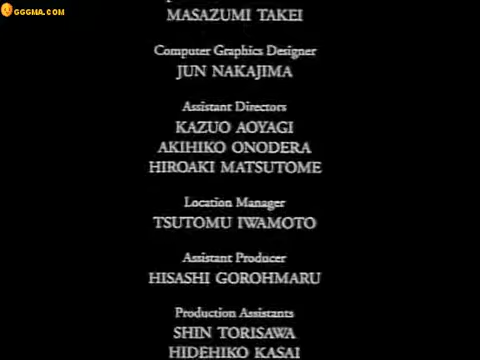 GGGMA.COM
MASAZUMI TAKEI
Computer Graphics Designer
JUN NAKAJIMA
Assistant Directors
KAZUO AOYAGI
AKIHIKO ONODERA
HIROAKI MATSUTOME
Location Manager
TSUTOMU IWAMOTO
Assistant Producer
HISASHI GOROHMARU
Production Assistants
SHIN TORISAWA
HIDEHIKO KASAI